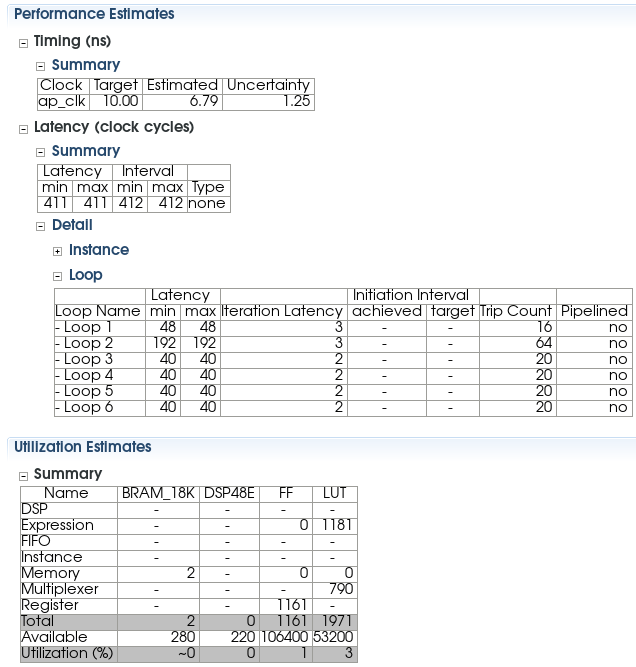 Performance Estimates
Timing (ns)
Summary
Clock Target Estimated Uncertainty
ap_clk 10.00 6.79 1.25
Latency (clock cycles)
Summary
Latency Interval
min max min max Type
411 411 412 412 none
Detail
Instance
Loop
Latency Initiation Interval
Loop Name min max Iteration Latency achieved target Trip Count Pipelined
- Loop 1 48 48 3 - - 16 no
- Loop 2 192 192 3 - - 64 no
- Loop 3 40 40 2 - - 20 no
- Loop 4 40 40 2 - - 20 no
- Loop 5 40 40 2 - - 20 no
- Loop 6 40 40 2 - - 20 no
Utilization Estimates
Summary
Name BRAM_18K DSP48E FF LUT
DSP - - - -
Expression - - 0 1181
FIFO - - - -
Instance - - - -
Memory 2 - 0 0
Multiplexer - - - 790
Register - - 1161 -
Total 2 0 1161 1971
Available 280 220 106400 53200
Utilization (%) ~0 0 1 3